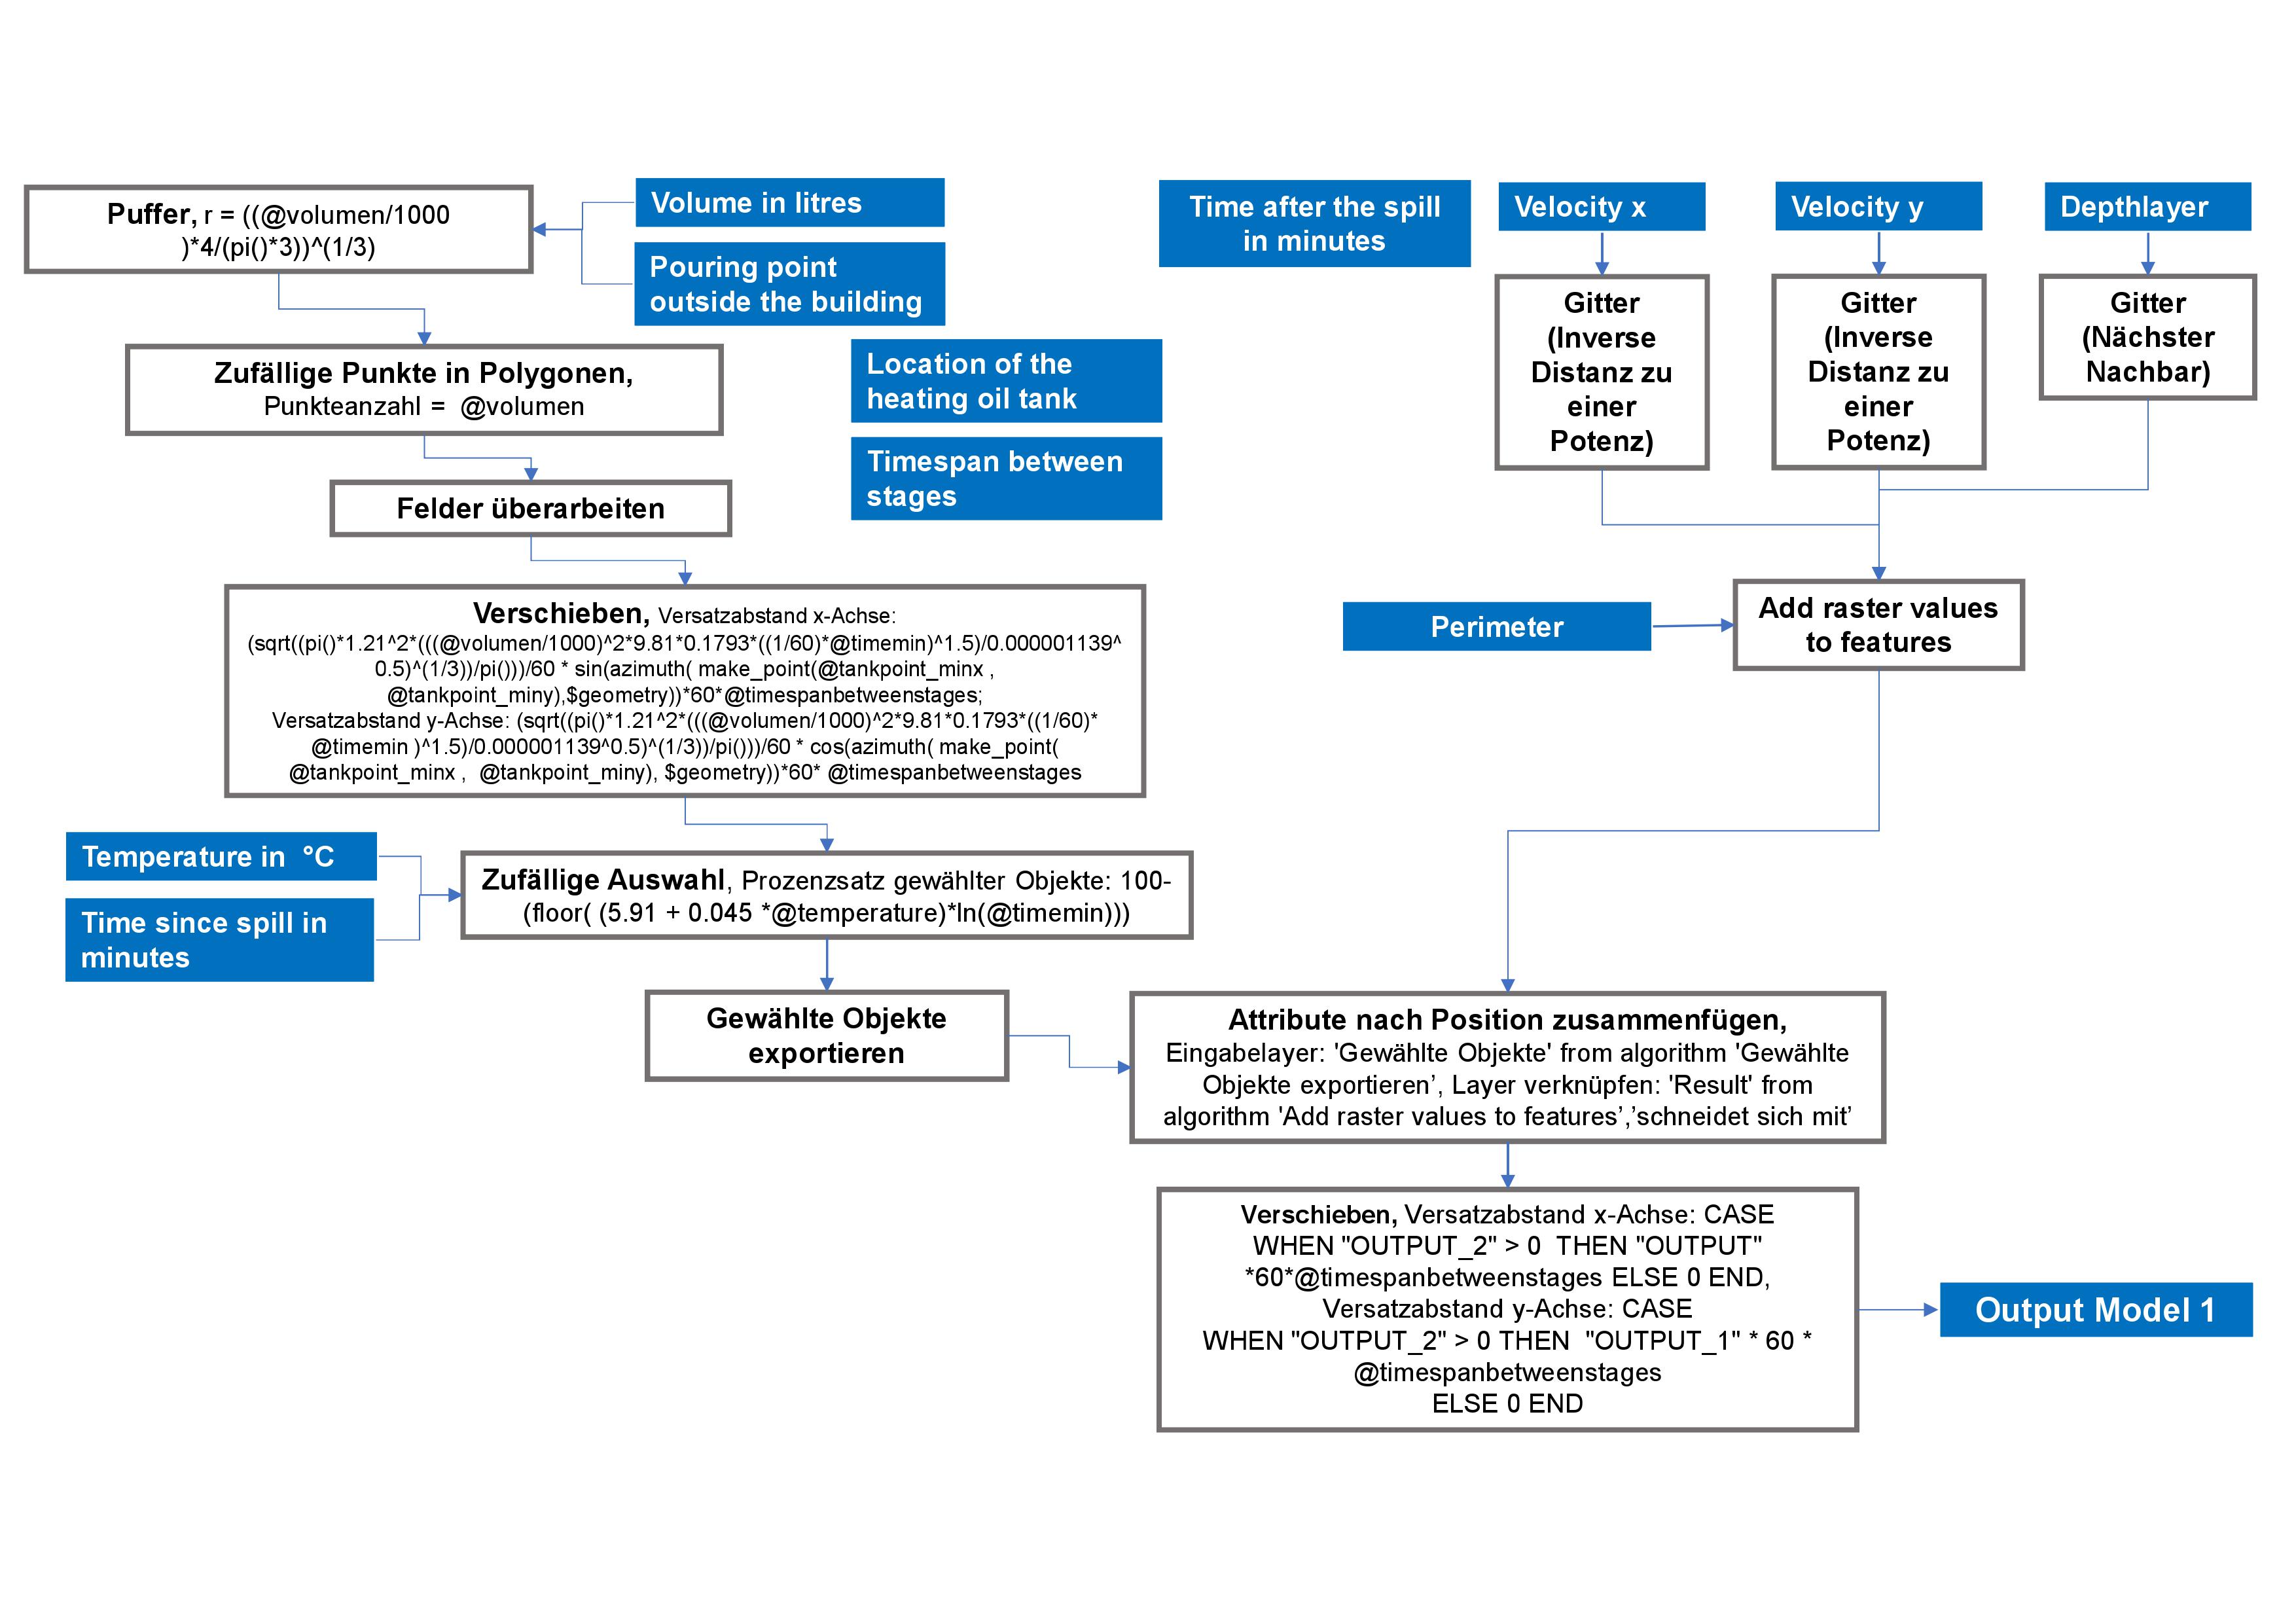 Puffer, r = ((@volumen/1000
)*4/(pi()*3))^(1/3)
Volume in litres
Pouring point
outside the building
Zufällige Punkte in Polygonen,
Punkteanzahl = @volumen
Location of the
heating oil tank
Timespan between
stages
Felder überarbeiten
Verschieben, Versatzabstand x-Achse:
(sqrt((pi()*1.21^2*(((@volumen/1000)^2*9.81*0.1793*((1/60)*@timemin)^1.5)/0.000001139^
0.5)^(1/3))/pi()))/60 * sin(azimuth( make_point(@tankpoint_minx ,
@tankpoint_miny),$geometry))*60*@timespanbetweenstages;
Versatzabstand y-Achse: (sqrt((pi()*1.21^2*(((@volumen/1000)^2*9.81*0.1793*((1/60)*
@timemin )^1.5)/0.000001139^0.5)^(1/3))/pi()))/60 * cos(azimuth( make_point(
@tankpoint_minx , @tankpoint_miny), $geometry))*60* @timespanbetweenstages
Temperature in °C
Time since spill in
minutes
Zufällige Auswahl, Prozenzsatz gewählter Objekte: 100-
(floor( (5.91 + 0.045 *@temperature)*ln(@timemin)))
Gewählte Objekte
exportieren
Time after the spill
in minutes
Velocity x
Velocity y
Depthlayer
Gitter
(Inverse
Distanz zu
einer
Potenz)
Gitter
(Inverse
Distanz zu
einer
Potenz)
Gitter
(Nächster
Nachbar)
Perimeter
Add raster values
to features
Attribute nach Position zusammenfügen,
Eingabelayer: 'Gewählte Objekte' from algorithm 'Gewählte
Objekte exportieren’, Layer verknüpfen: 'Result' from
algorithm 'Add raster values to features’,’schneidet sich mit’
Verschieben, Versatzabstand x-Achse: CASE
WHEN "OUTPUT_2" > 0 THEN "OUTPUT"
*60*@timespanbetweenstages ELSE 0 END,
Versatzabstand y-Achse: CASE
WHEN "OUTPUT_2" > 0 THEN "OUTPUT_1" * 60 *
@timespanbetweenstages
ELSE 0 END
Output Model 1